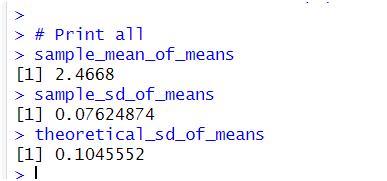 >
> # Print all
> sample_mean_of_means
[1] 2.4668
> sample_sd_of_means
[1] 0.07624874
> theoretical_sd_of_means
[1] 0.1045552
>